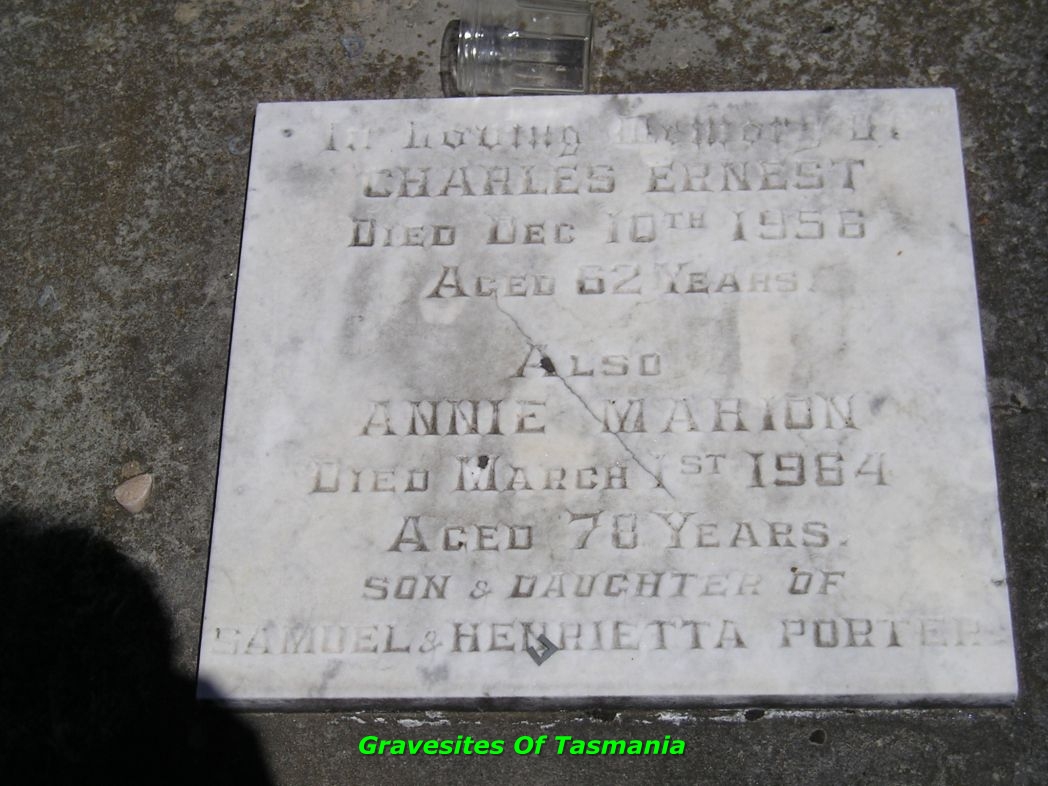 In Loving Memory Of
CHARLES ERNEST
DIED DEC 10TH 1956
AGED 62 YEARS.
ALSO
ANNIE MARION
DIED MARCH 1ST 1964
AGED 78 YEARS.
SON & DAUGHTER OF
SAMUEL & HENRIETTA PORTER
Gravesites Of Tasmania